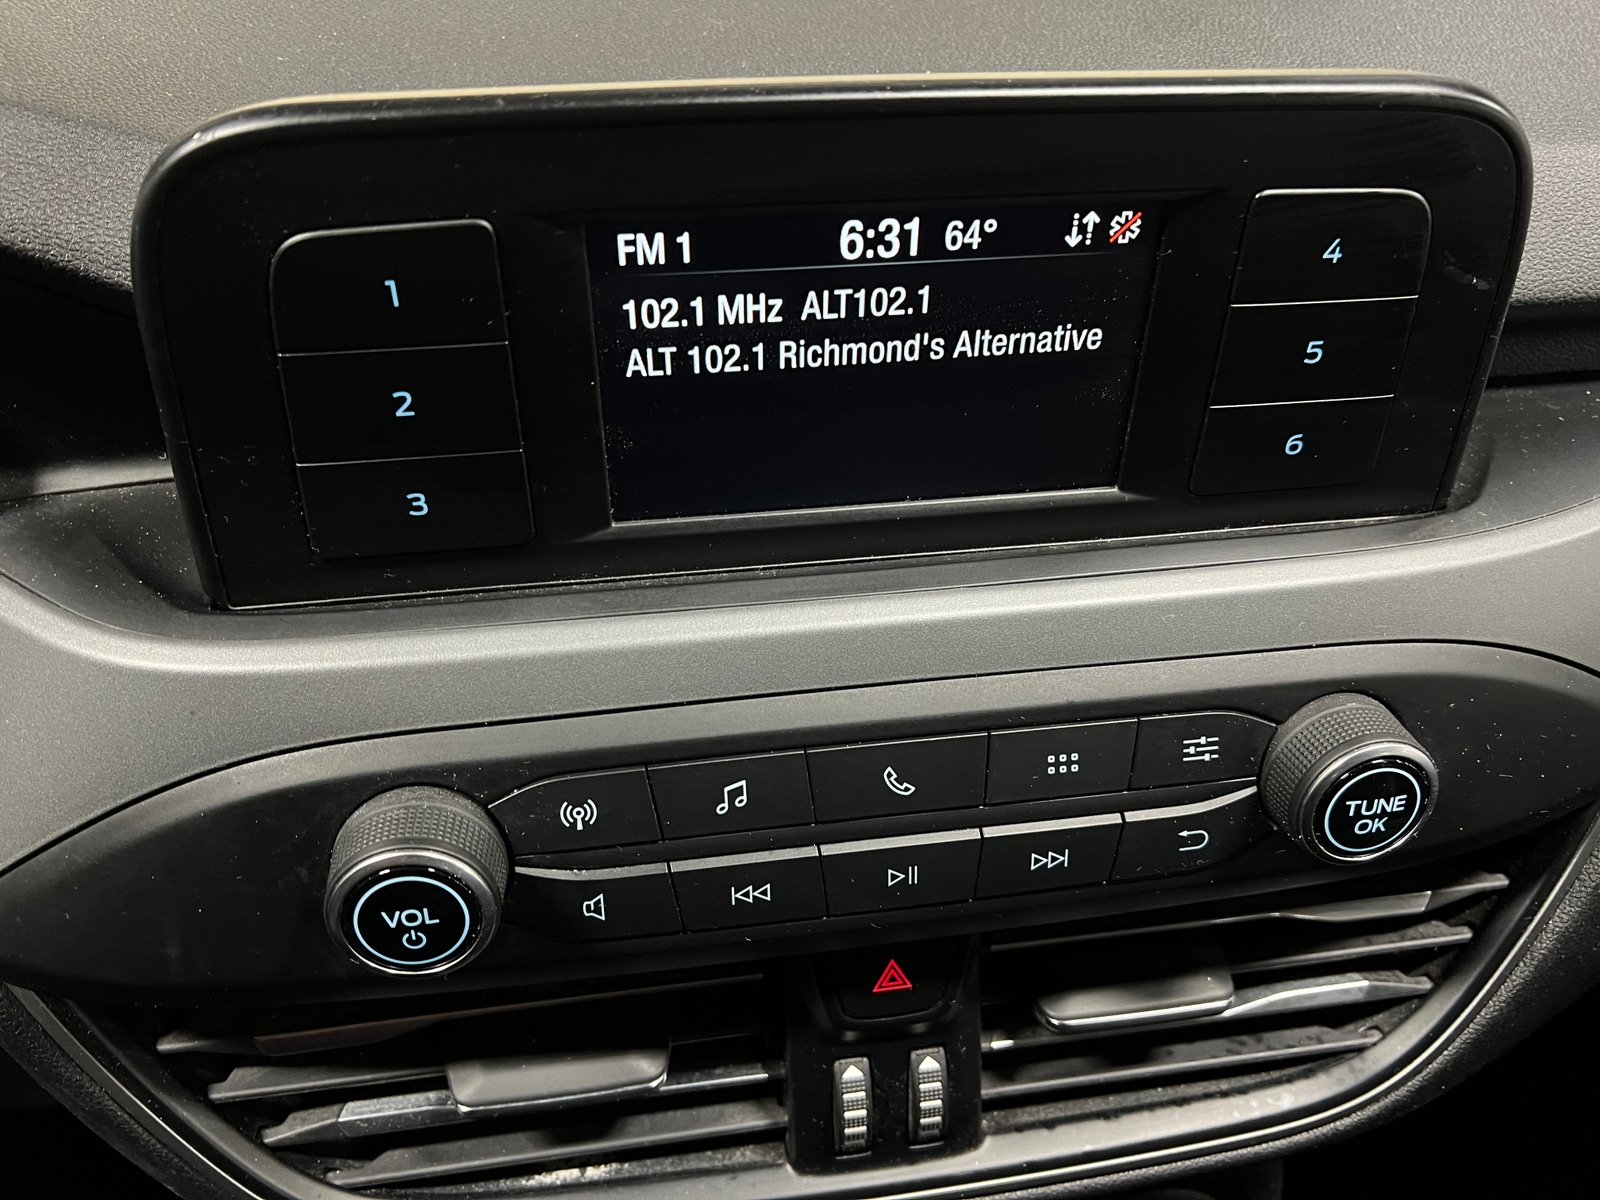 FM 1 6:31 64°
102.1 MHz ALT102.1
ALT 102.1 Richmond's Alternative
1
2
3
4
5
6
VOL
TUNE
OK